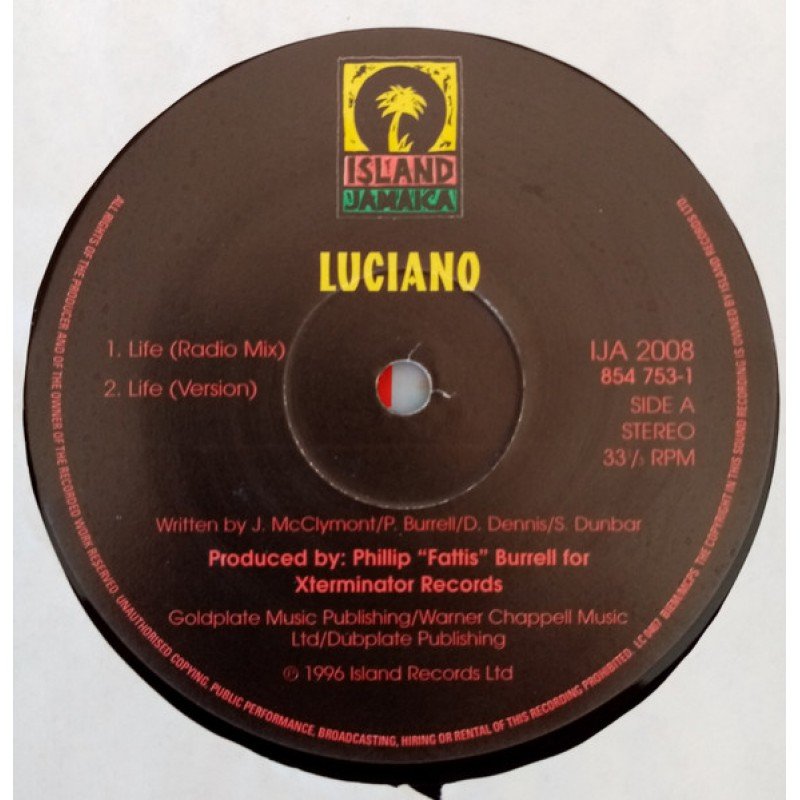 ISLAND
JAMAICA
LUCIANO
1. Life (Radio Mix)
2. Life (Version)
IJA 2008
854 753-1
SIDE A
STEREO
33⅓ RPM
Written by J. McClymont/P. Burrell/D. Dennis/S. Dunbar
Produced by: Phillip “Fattis” Burrell for
Xterminator Records
Goldplate Music Publishing/Warner Chappell Music
Ltd/Dubplate Publishing
℗ 1996 Island Records Ltd
ALL RIGHTS OF THE PRODUCER AND OF THE OWNER OF THE RECORDED WORK RESERVED. UNAUTHORISED COPYING, PUBLIC PERFORMANCE, BROADCASTING, HIRING OR RENTAL OF THIS RECORDING PROHIBITED. LC 0407 BIEM/MCPS THE COPYRIGHT IN THIS SOUND RECORDING IS OWNED BY ISLAND RECORDS LTD.